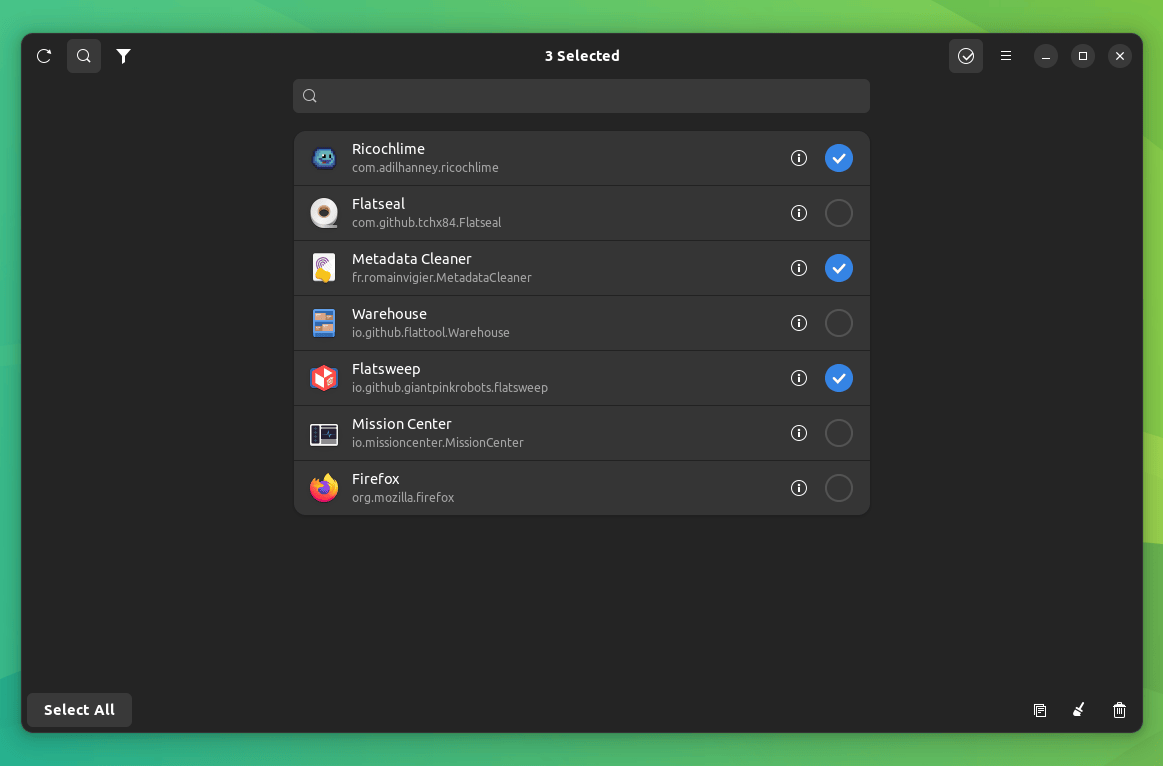 3 Selected
Ricochlime
com.adilhanney.ricochlime
Flatseal
com.github.tchx84.Flatseal
Metadata Cleaner
fr.romainvigier.MetadataCleaner
Warehouse
io.github.flattool.Warehouse
Flatsweep
io.github.giantpinkrobots.flatsweep
Mission Center
io.missioncenter.MissionCenter
Firefox
org.mozilla.firefox
Select All